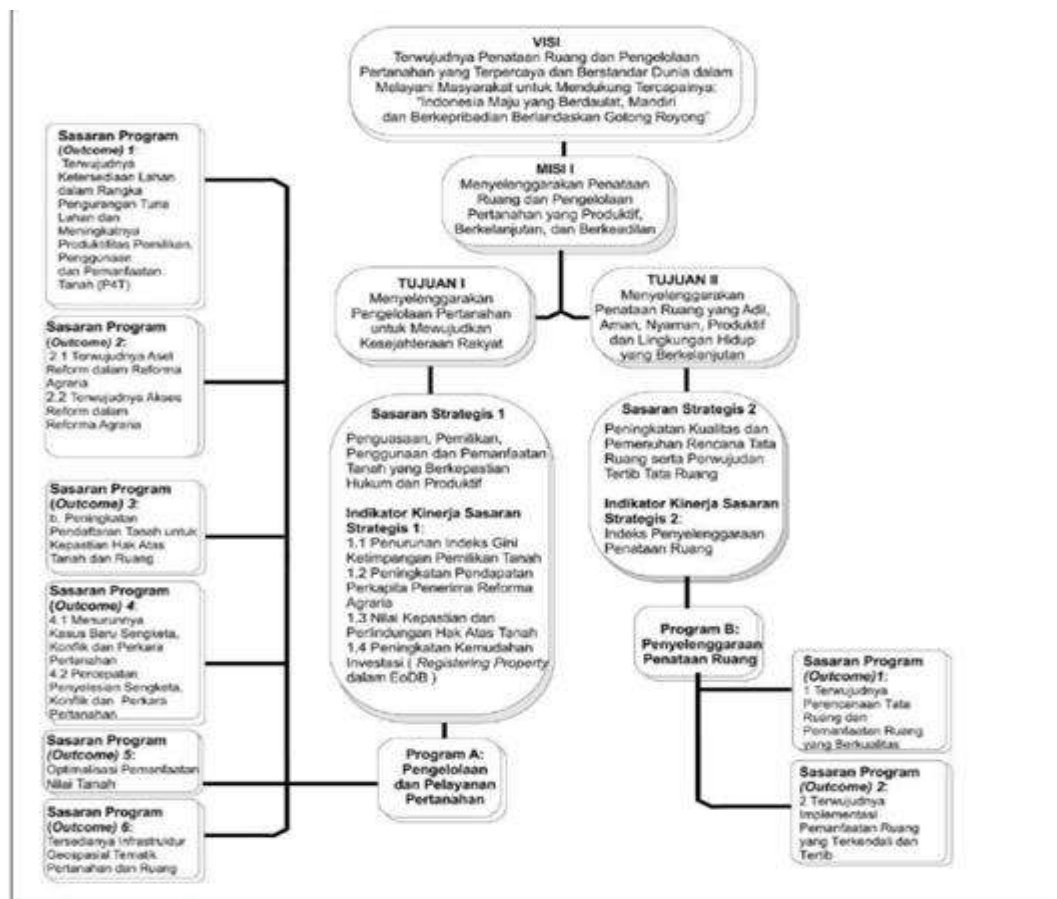 VISI
Terwujudnya Penataan Ruang dan Pengelolaan
Pertanahan yang Terpercaya dan Berstandar Dunia dalam
Melayani Masyarakat untuk Mendukung Tercapainya:
"Indonesia Maju yang Berdaulat, Mandiri
dan Berkepribadian Berlandaskan Gotong Royong"
MISI I
Menyelenggarakan Penataan
Ruang dan Pengelolaan
Pertanahan yang Produktif,
Berkelanjutan, dan Berkeadilan
TUJUAN I
Menyelenggarakan
Pengelolaan Pertanahan
untuk Mewujudkan
Kesejahteraan Rakyat
TUJUAN II
Menyelenggarakan
Penataan Ruang yang Adil,
Aman, Nyaman, Produktif
dan Lingkungan Hidup
yang Berkelanjutan
Sasaran Strategis 1
Penguasaan, Pemilikan,
Penggunaan dan Pemanfaatan
Tanah yang Berkepastian
Hukum dan Produktif
Indikator Kinerja Sasaran
Strategis 1:
1.1 Penurunan Indeks Gini
Ketimpangan Pemilikan Tanah
1.2 Peningkatan Pendapatan
Perkapita Penerima Reforma
Agraria
1.3 Nilai Kepastian dan
Perlindungan Hak Atas Tanah
1.4 Peningkatan Kemudahan
Investasi ( Registering Property
dalam EoDB )
Sasaran Strategis 2
Peningkatan Kualitas dan
Pemenuhan Rencana Tata
Ruang serta Perwujudan
Tertib Tata Ruang
Indikator Kinerja Sasaran
Strategis 2:
Indeks Penyelenggaraan
Penataan Ruang
Program A:
Pengelolaan
dan Pelayanan
Pertanahan
Program B:
Penyelenggaraan
Penataan Ruang
Sasaran Program
(Outcome) 1:
Terwujudnya
Ketersediaan Lahan
dalam Rangka
Pengurangan Tuna
Lahan dan
Meningkatnya
Produktifitas Pemilikan,
Penggunaan
dan Pemanfaatan
Tanah (P4T)
Sasaran Program
(Outcome) 2:
2.1 Terwujudnya Aset
Reform dalam Reforma
Agraria
2.2 Terwujudnya Akses
Reform dalam
Reforma Agraria
Sasaran Program
(Outcome) 3:
b. Peningkatan
Pendaftaran Tanah untuk
Kepastian Hak Atas
Tanah dan Ruang
Sasaran Program
(Outcome) 4:
4.1 Menurunnya
Kasus Baru Sengketa,
Konflik dan Perkara
Pertanahan
4.2 Percepatan
Penyelesian Sengketa,
Konflik dan Perkara
Pertanahan
Sasaran Program
(Outcome) 5:
Optimalisasi Pemanfaatan
Nilai Tanah
Sasaran Program
(Outcome) 6:
Tersedianya Infrastruktur
Geospasial Tematik
Pertanahan dan Ruang
Sasaran Program
(Outcome)1:
1 Terwujudnya
Perencanaan Tata
Ruang dan
Pemanfaatan Ruang
yang Berkualitas
Sasaran Program
(Outcome) 2:
2 Terwujudnya
Implementasi
Pemanfaatan Ruang
yang Terkendali dan
Tertib